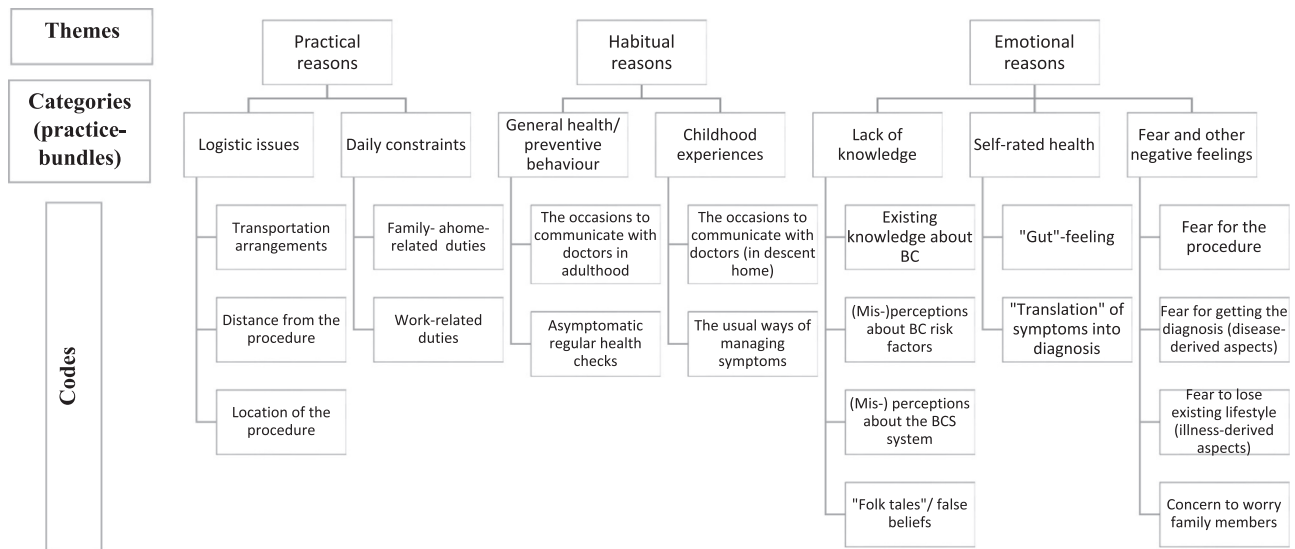 Themes
Practical
reasons
Habitual
reasons
Emotional
reasons
Categories
(practice-
bundles)
Logistic issues
Daily constraints
General health/
preventive
behaviour
Childhood
experiences
Lack of
knowledge
Self-rated health
Fear and other
negative feelings
Codes
Transportation
arrangements
Distance from the
procedure
Location of the
procedure
Family- ahome-
related duties
Work-related
duties
The occasions to
communicate with
doctors in
adulthood
Asymptomatic
regular health
checks
The occasions to
communicate with
doctors (in descent
home)
The usual ways of
managing
symptoms
Existing
knowledge about
BC
(Mis-)perceptions
about BC risk
factors
(Mis-) perceptions
about the BCS
system
"Folk tales"/ false
beliefs
"Gut"-feeling
"Translation" of
symptoms into
diagnosis
Fear for the
procedure
Fear for getting the
diagnosis (disease-
derived aspects)
Fear to lose
existing lifestyle
(illness-derived
aspects)
Concern to worry
family members